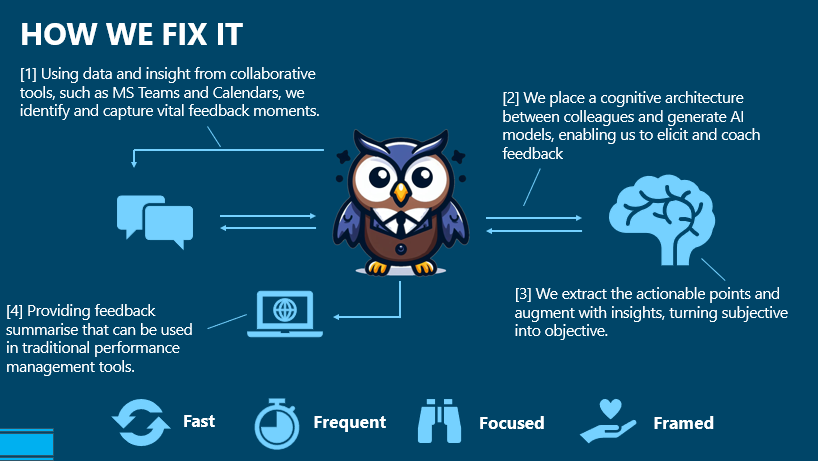 HOW WE FIX IT
[1] Using data and insight from collaborative
tools, such as MS Teams and Calendars, we
identify and capture vital feedback moments.
[2] We place a cognitive architecture
between colleagues and generate AI
models, enabling us to elicit and coach
feedback
[3] We extract the actionable points and
augment with insights, turning subjective
into objective.
[4] Providing feedback
summarise that can be used
in traditional performance
management tools.
Fast
Frequent
Focused
Framed